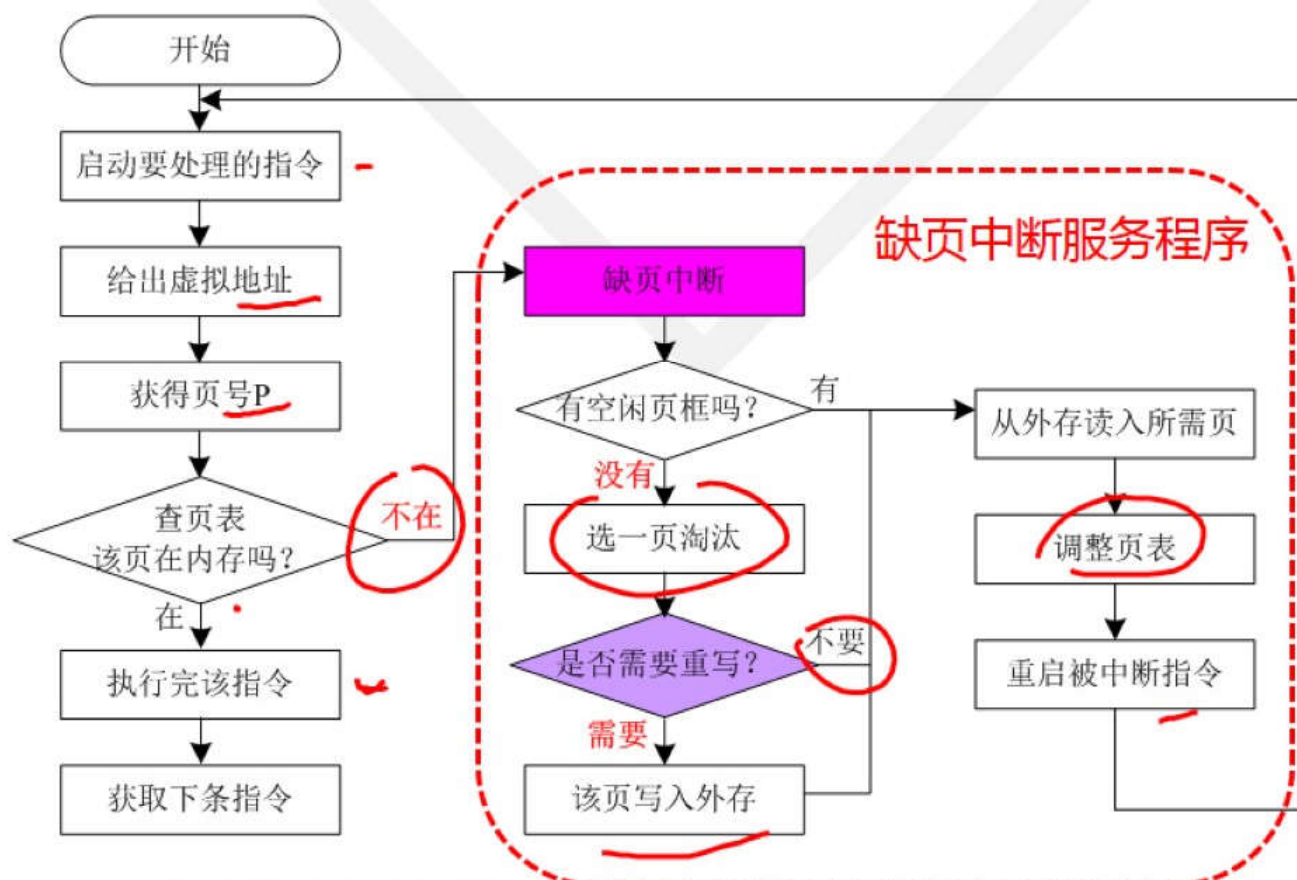 开始
启动要处理的指令
给出虚拟地址
获得页号P
查页表
该页在内存吗?
不在
在
执行完该指令
获取下条指令
缺页中断服务程序
缺页中断
有空闲页框吗?
有
没有
选一页淘汰
是否需要重写?
不要
需要
该页写入外存
从外存读入所需页
调整页表
重启被中断指令